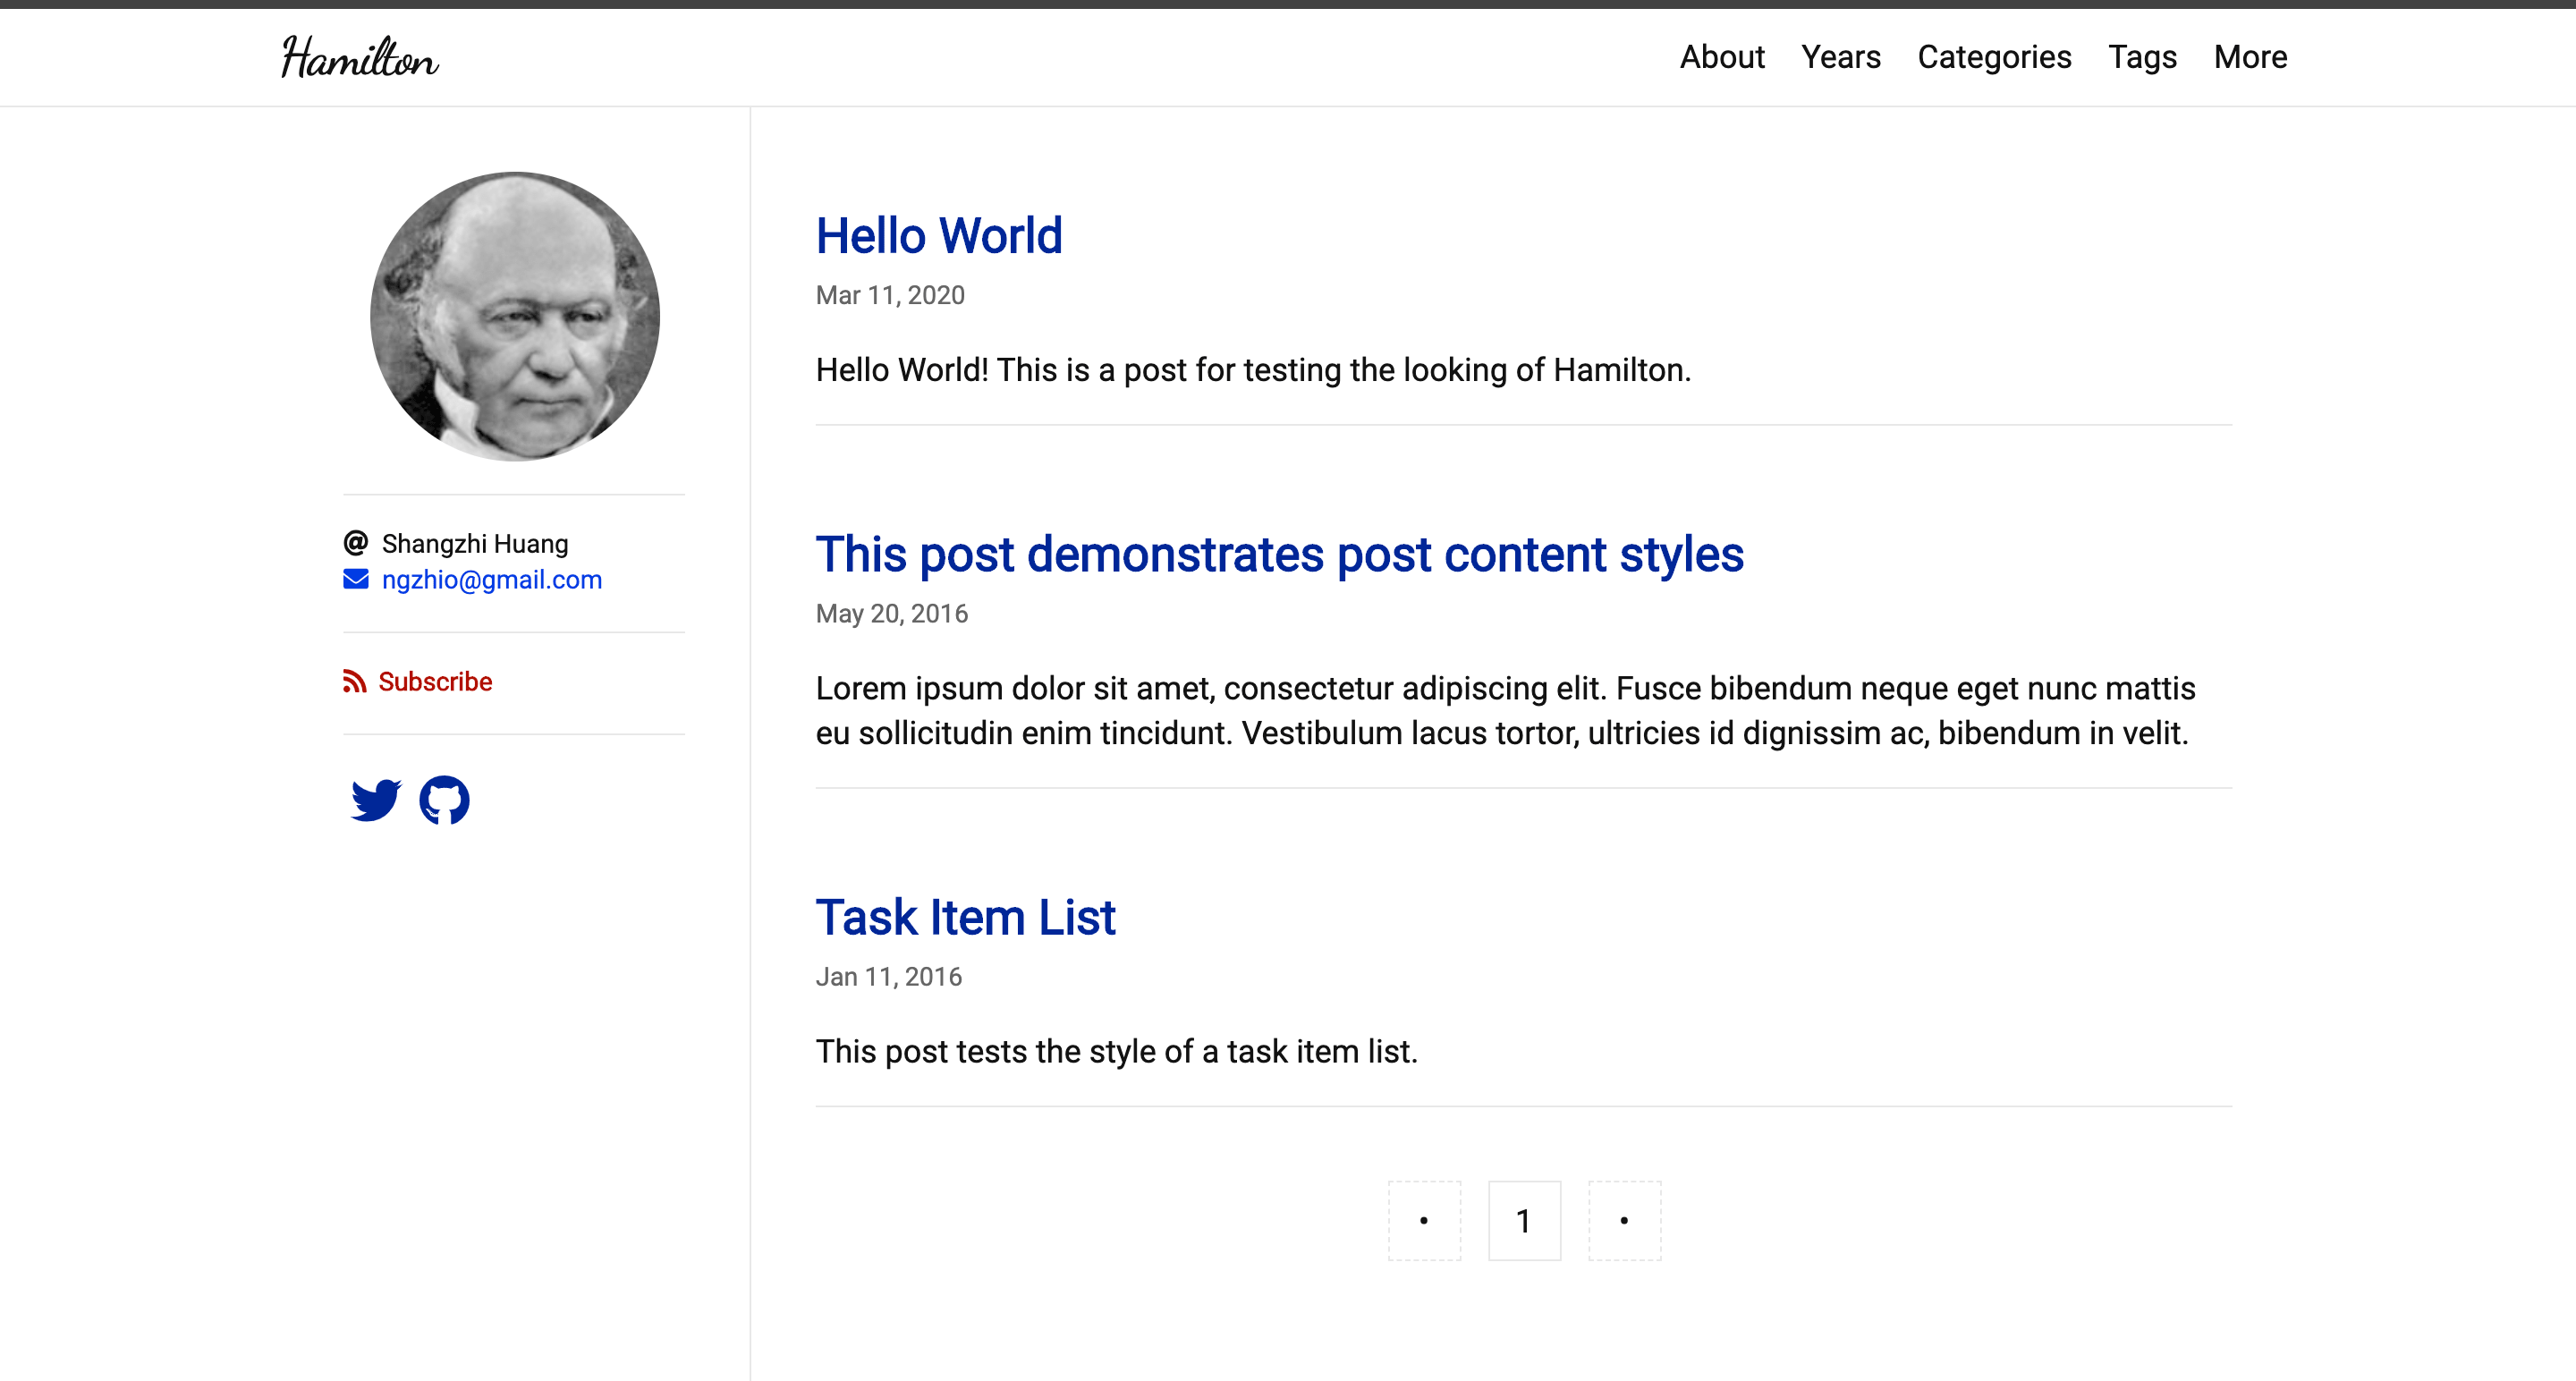 Hamilton
About Years Categories Tags More
Shangzhi Huang
ngzhio@gmail.com
Subscribe
Hello World
Mar 11, 2020
Hello World! This is a post for testing the looking of Hamilton.
This post demonstrates post content styles
May 20, 2016
Lorem ipsum dolor sit amet, consectetur adipiscing elit. Fusce bibendum neque eget nunc mattis
eu sollicitudin enim tincidunt. Vestibulum lacus tortor, ultricies id dignissim ac, bibendum in velit.
Task Item List
Jan 11, 2016
This post tests the style of a task item list.
• 1 •